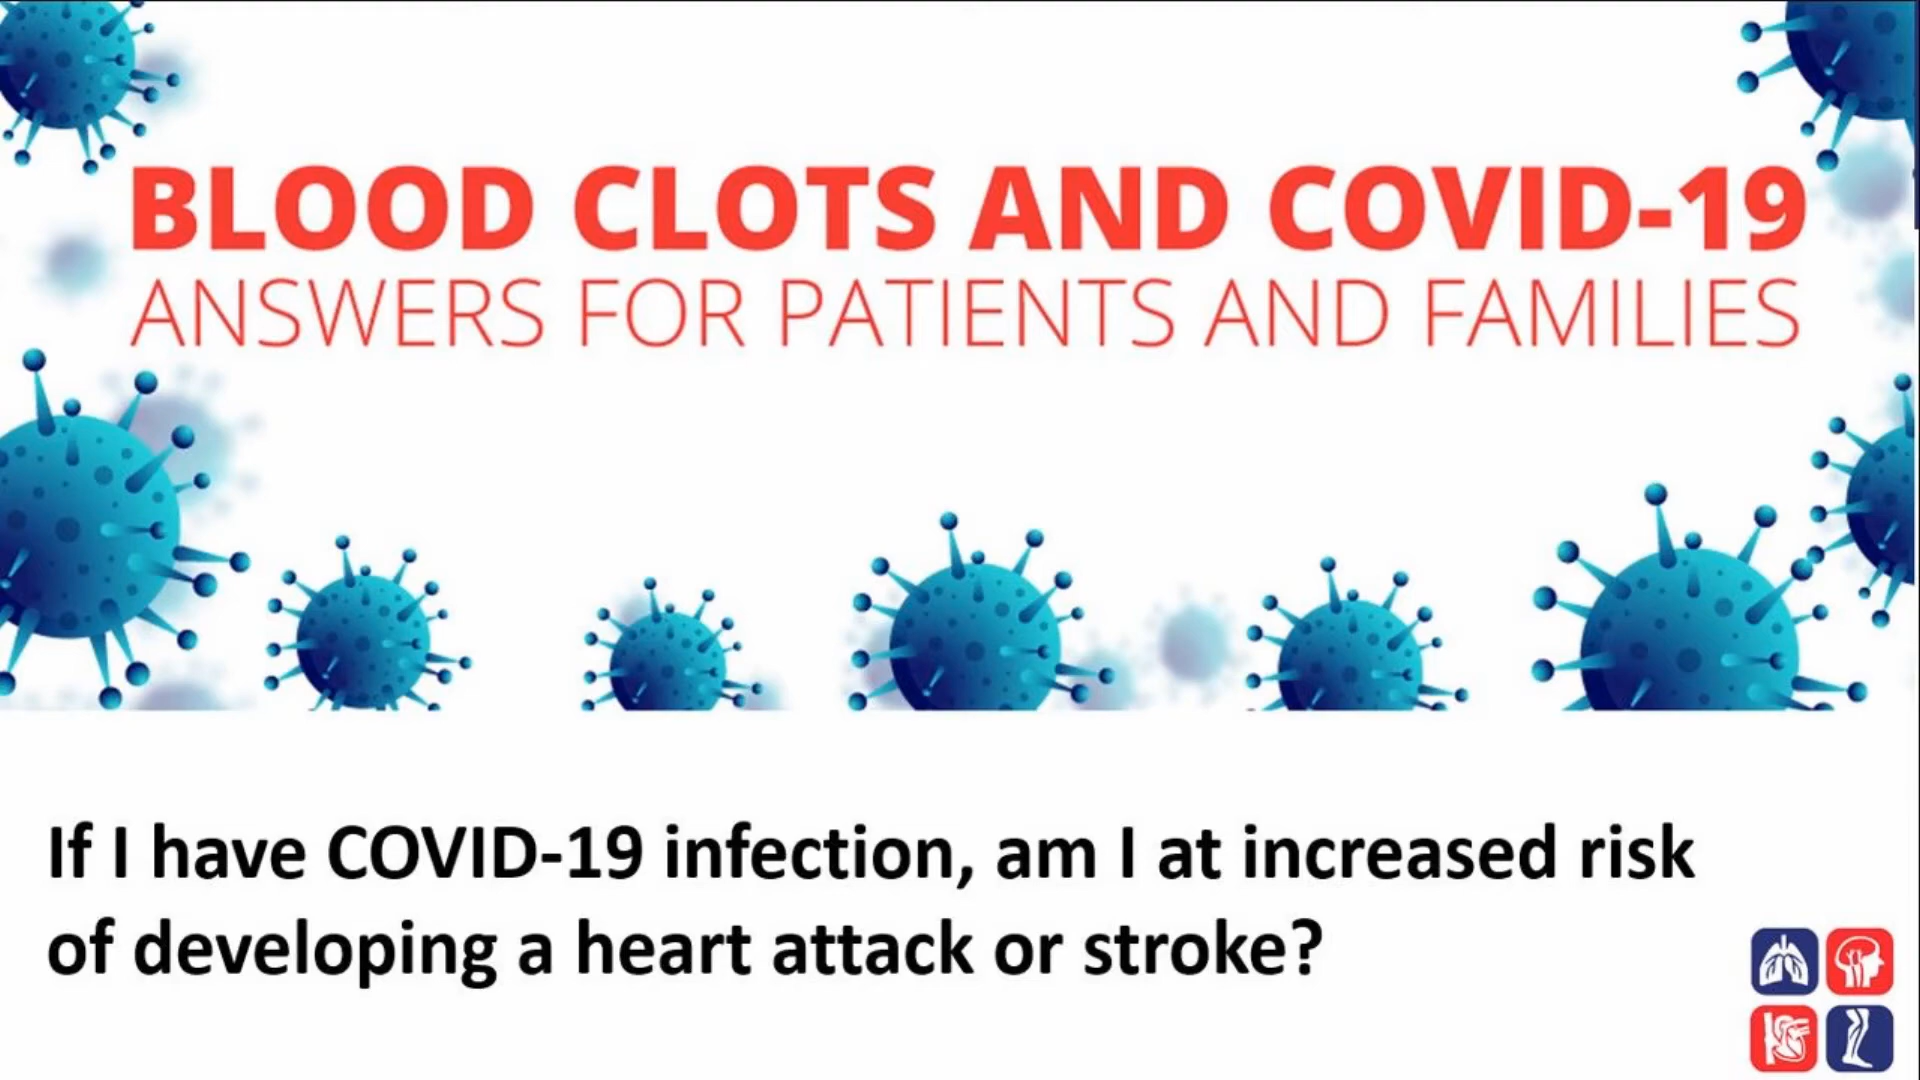 BLOOD CLOTS AND COVID-19
ANSWERS FOR PATIENTS AND FAMILIES
If I have COVID-19 infection, am I at increased risk
of developing a heart attack or stroke?